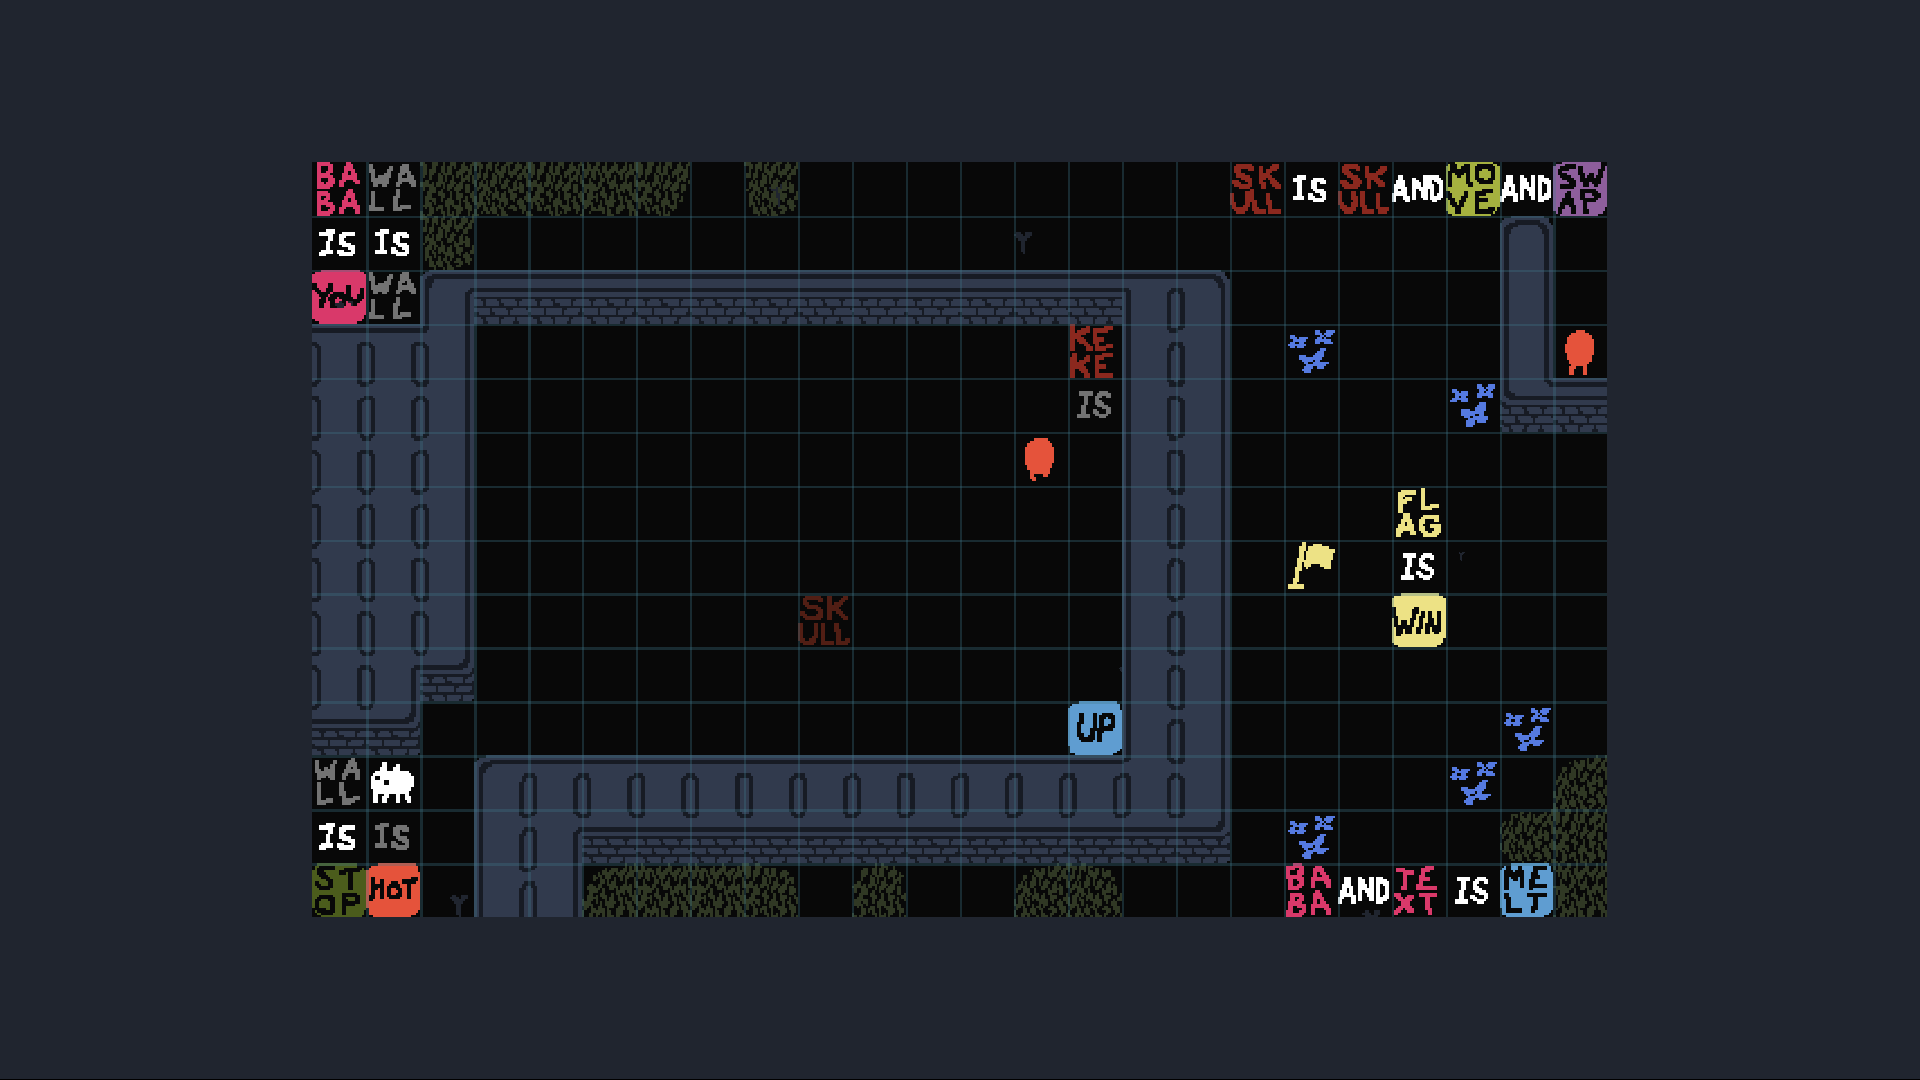 BABA WALL SKULL IS SKULL AND MOVE AND SWAP
IS IS
YOU WALL
KEKE
IS
FLAG
IS
SKULL WIN
UP
WALL
IS IS
STOP HOT BABA AND TEXT IS MELT